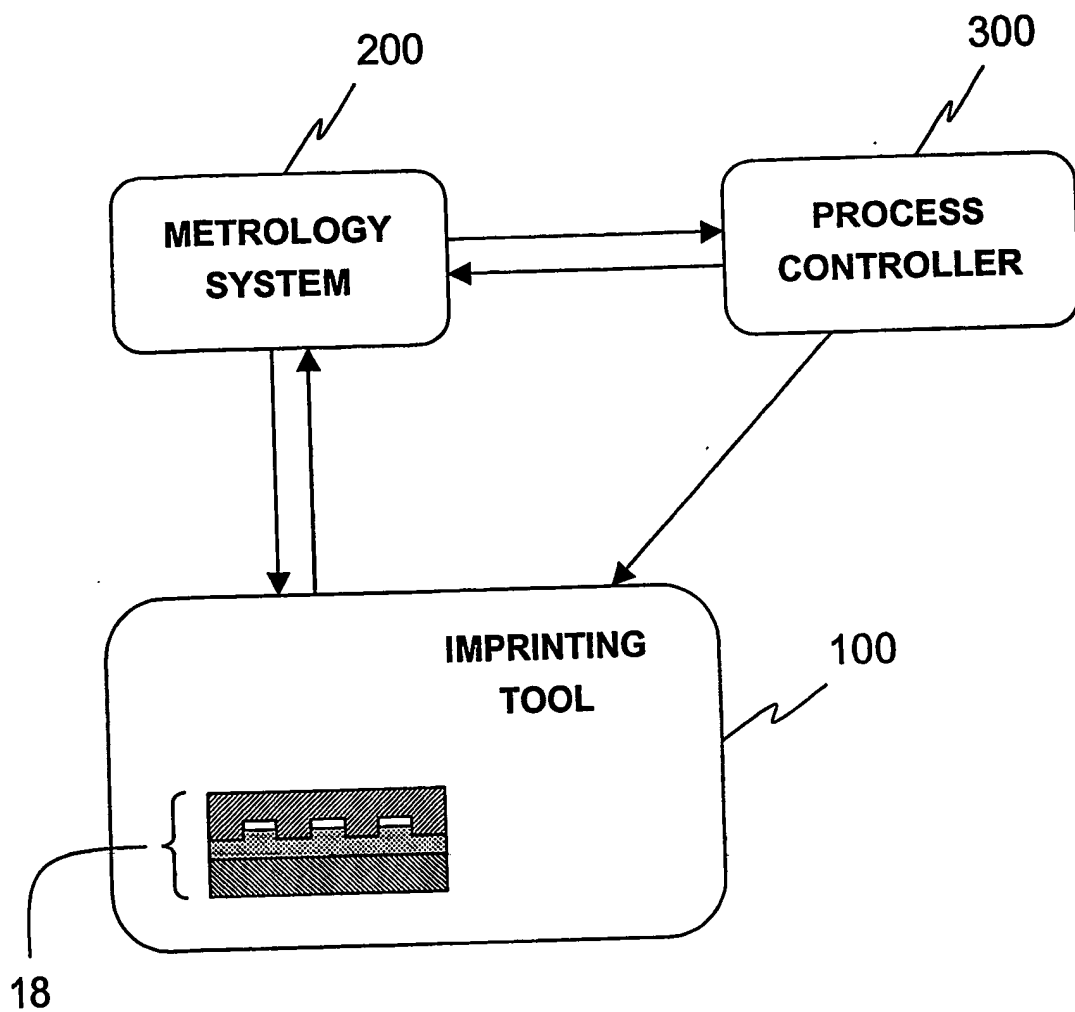 200
300
METROLOGY
SYSTEM
PROCESS
CONTROLLER
IMPRINTING
TOOL
100
18